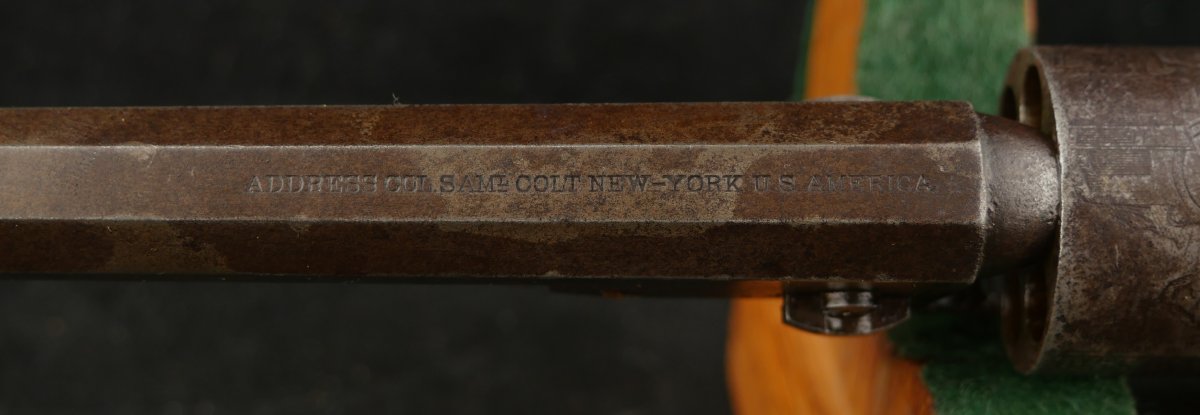 ADDRESS COL. SAML COLT NEW-YORK U.S. AMERICA.